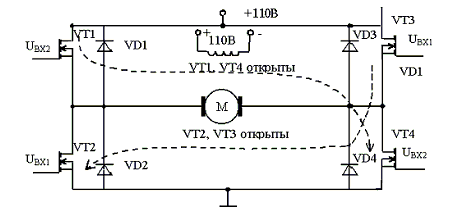 +110В
VT1
VT3
U_BX2
VD1
+ 110В -
VD3
U_BX1
VT1, VT4 открыты
VD1
М
VT2
VT2, VT3 открыты
VT4
U_BX1
VD2
VD4
U_BX2